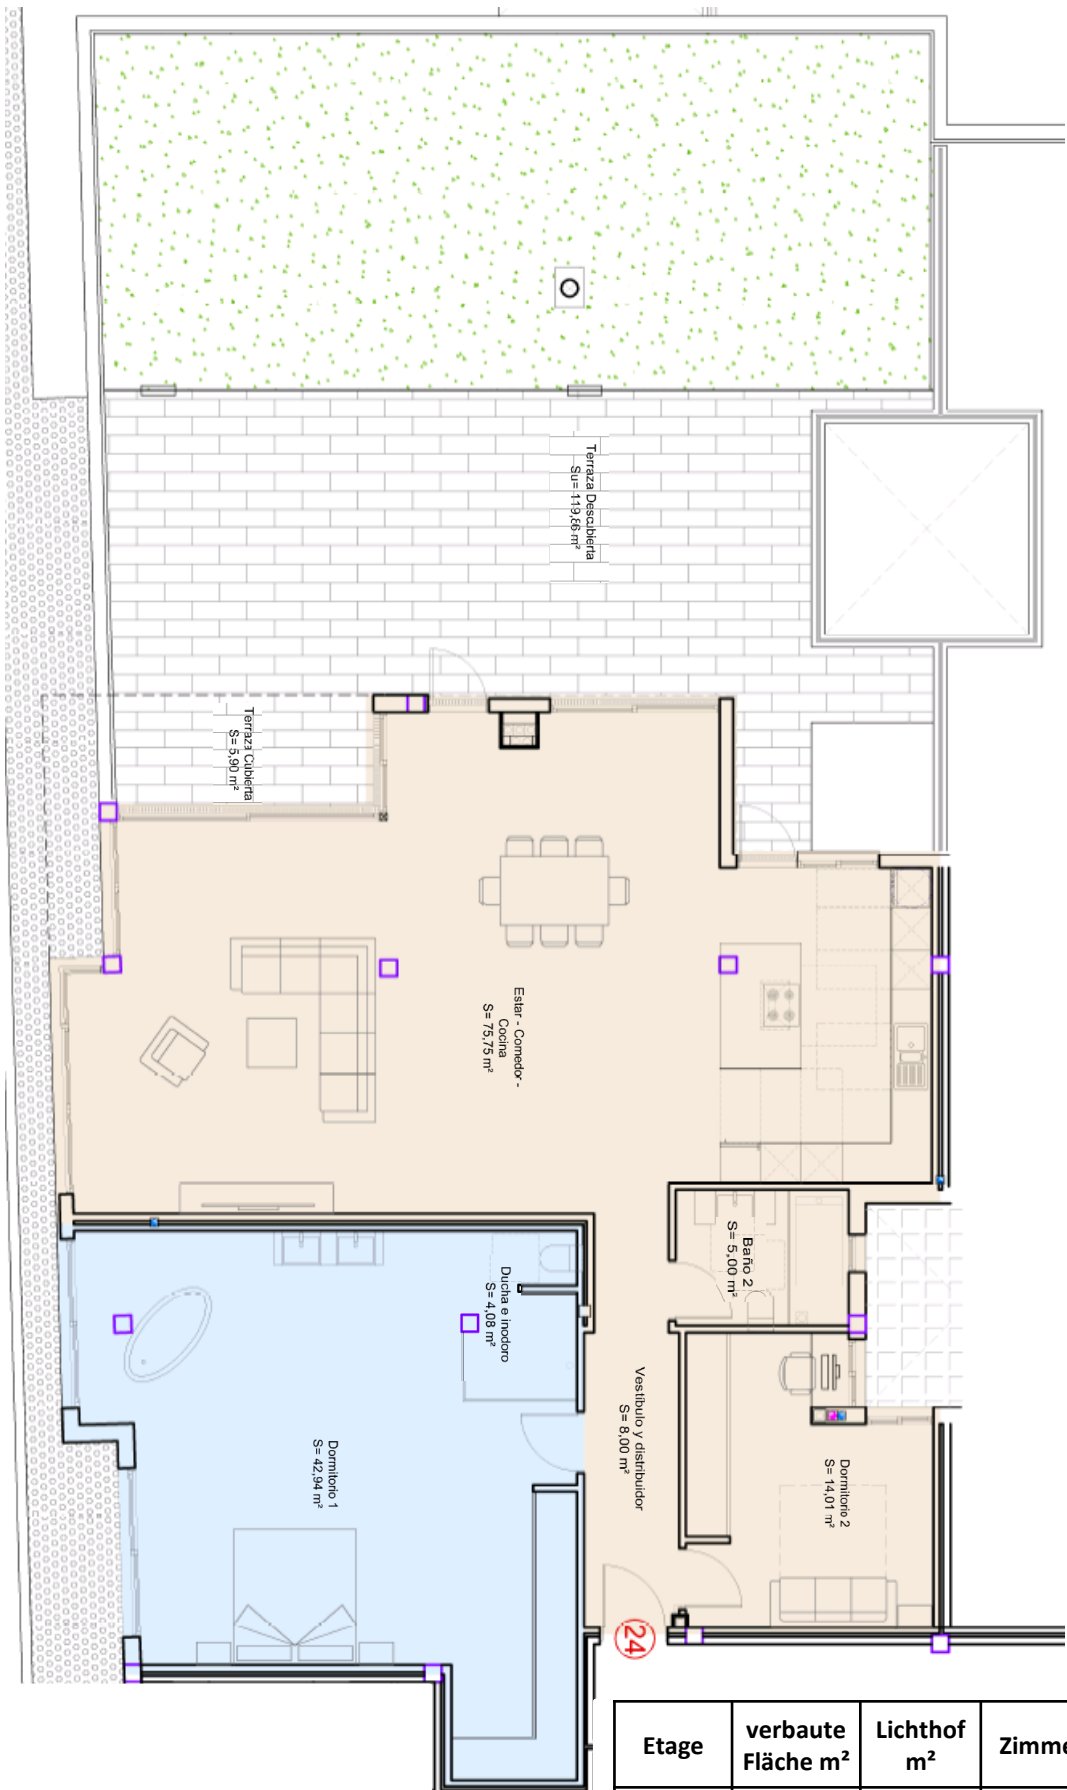 Terraza Descubierta
Su= 119,86 m²
Terraza Cubierta
S= 5,90 m²
Estar - Comedor -
Cocina
S= 75,75 m²
Baño 2
S= 5,00 m²
Ducha e inodoro
S= 4,08 m²
Vestíbulo y distribuidor
S= 8,00 m²
Dormitorio 1
S= 42,94 m²
Dormitorio 2
S= 14,01 m²
24
Etage verbaute Fläche m² Lichthof m² Zimme